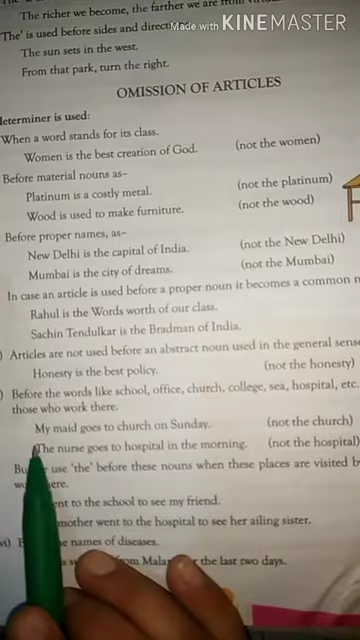 The richer we become, the farther we are from
Made with KINEMASTER
The' is used before sides and
The sun sets in the west.
From that park, turn the right.
OMISSION OF ARTICLES
determiner is used:
When a word stands for its class.
Women is the best creation of God. (not the women)
Before material nouns as–
Platinum is a costly metal. (not the platinum)
Wood is used to make furniture. (not the wood)
Before proper names, as–
New Delhi is the capital of India. (not the New Delhi)
Mumbai is the city of dreams. (not the Mumbai)
In case an article is used before a proper noun it becomes a common
Rahul is the Words worth of our class.
Sachin Tendulkar is the Bradman of India.
) Articles are not used before an abstract noun used in the general sense
Honesty is the best policy. (not the honesty)
) Before the words like school, office, church, college, sea, hospital, etc.
those who work there.
My maid goes to church on Sunday. (not the church)
The nurse goes to hospital in the morning. (not the hospital)
use 'the' before these nouns when these places are visited
to the school to see my friend.
mother went to the hospital to see her ailing sister.
vi) names of diseases.
the last two days.